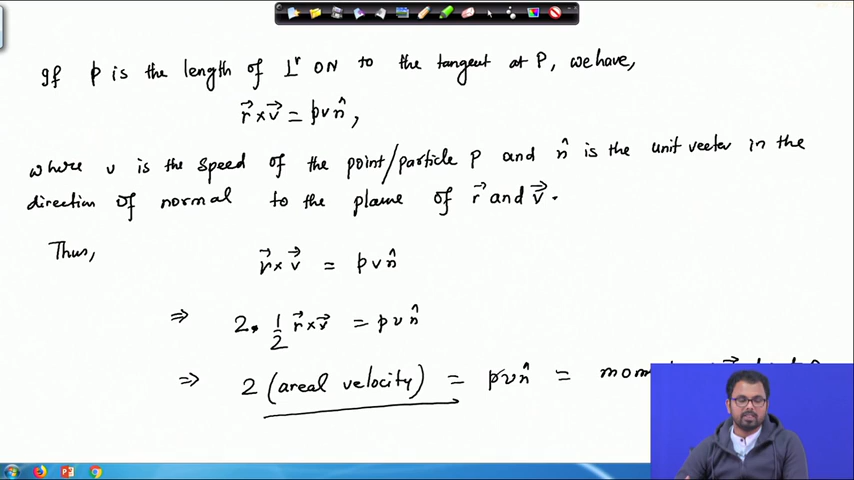 If p is the length of ⊥ʳ ON to the tangent at P, we have,
r⃗ × v⃗ = pvn̂,
where v is the speed of the point/particle P and n̂ is the unit vector in the
direction of normal to the plane of r⃗ and v⃗.
Thus,
r⃗ × v⃗ = pvn̂
⇒ 2. 1/2 r⃗ × v⃗ = pvn̂
⇒ 2 (areal velocity) = pvn̂ =